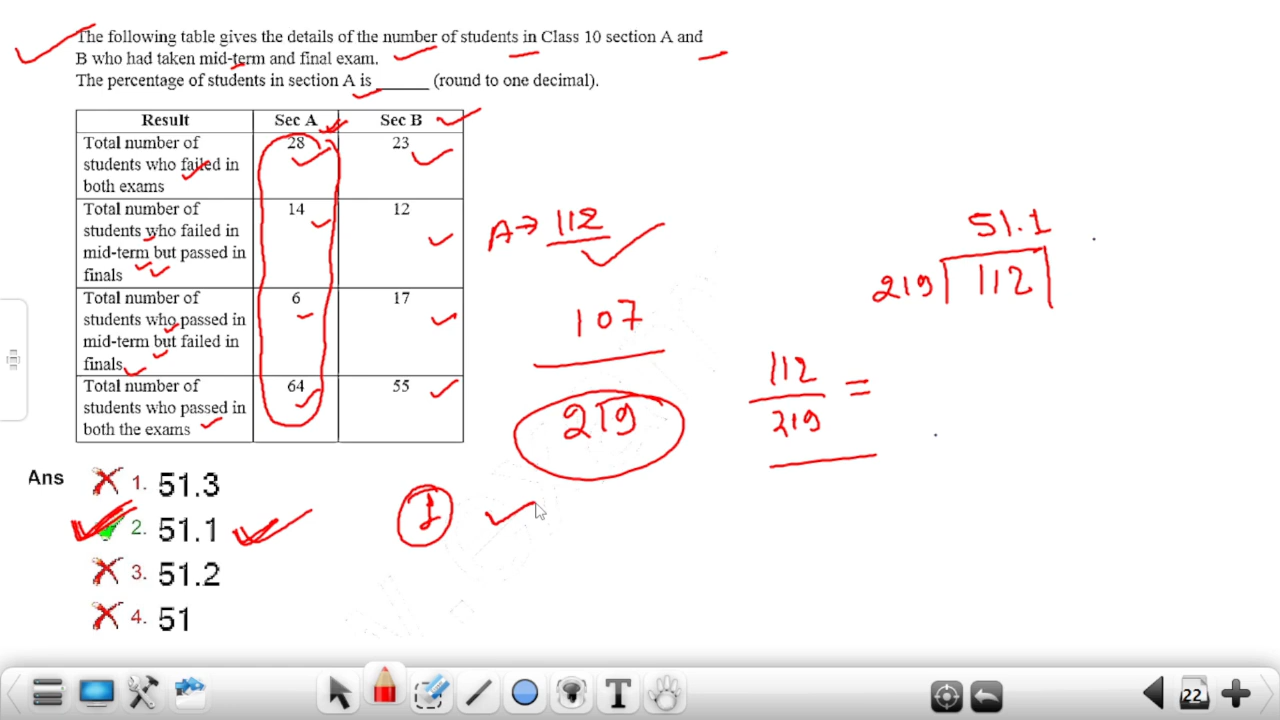 The following table gives the details of the number of students in Class 10 section A and
B who had taken mid-term and final exam.
The percentage of students in section A is ______ (round to one decimal).
Result Sec A Sec B
Total number of students who failed in both exams 28 23
Total number of students who failed in mid-term but passed in finals 14 12
Total number of students who passed in mid-term but failed in finals 6 17
Total number of students who passed in both the exams 64 55
A→ 112
107
219
112
219 =
51.1
219 112
Ans
1. 51.3
2. 51.1
3. 51.2
4. 51
T
22